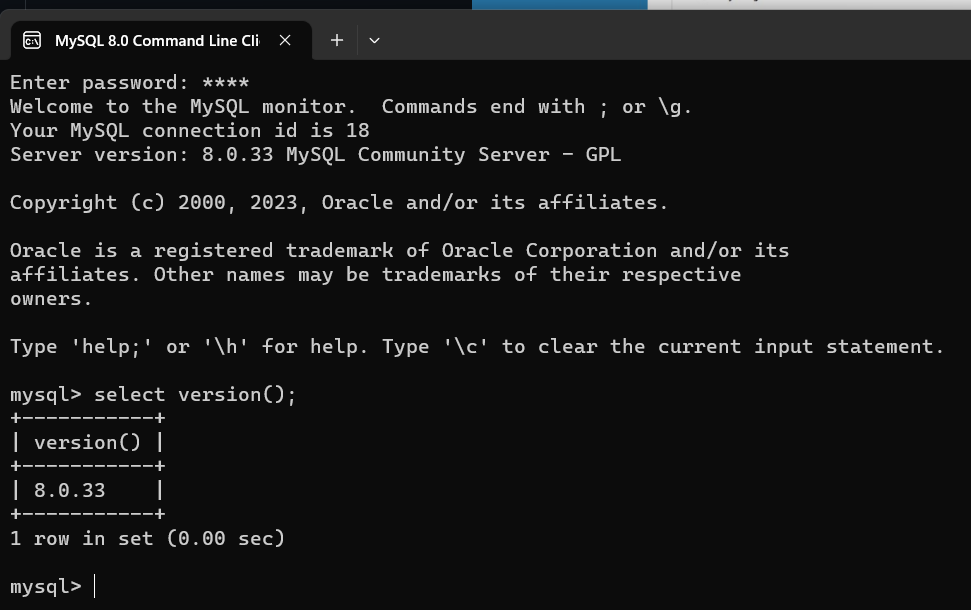 MySQL 8.0 Command Line Cli
Enter password: ****
Welcome to the MySQL monitor.  Commands end with ; or \g.
Your MySQL connection id is 18
Server version: 8.0.33 MySQL Community Server - GPL
Copyright (c) 2000, 2023, Oracle and/or its affiliates.
Oracle is a registered trademark of Oracle Corporation and/or its
affiliates. Other names may be trademarks of their respective
owners.
Type 'help;' or '\h' for help. Type '\c' to clear the current input statement.
mysql> select version();
+-----------+
| version() |
+-----------+
| 8.0.33    |
+-----------+
1 row in set (0.00 sec)
mysql>